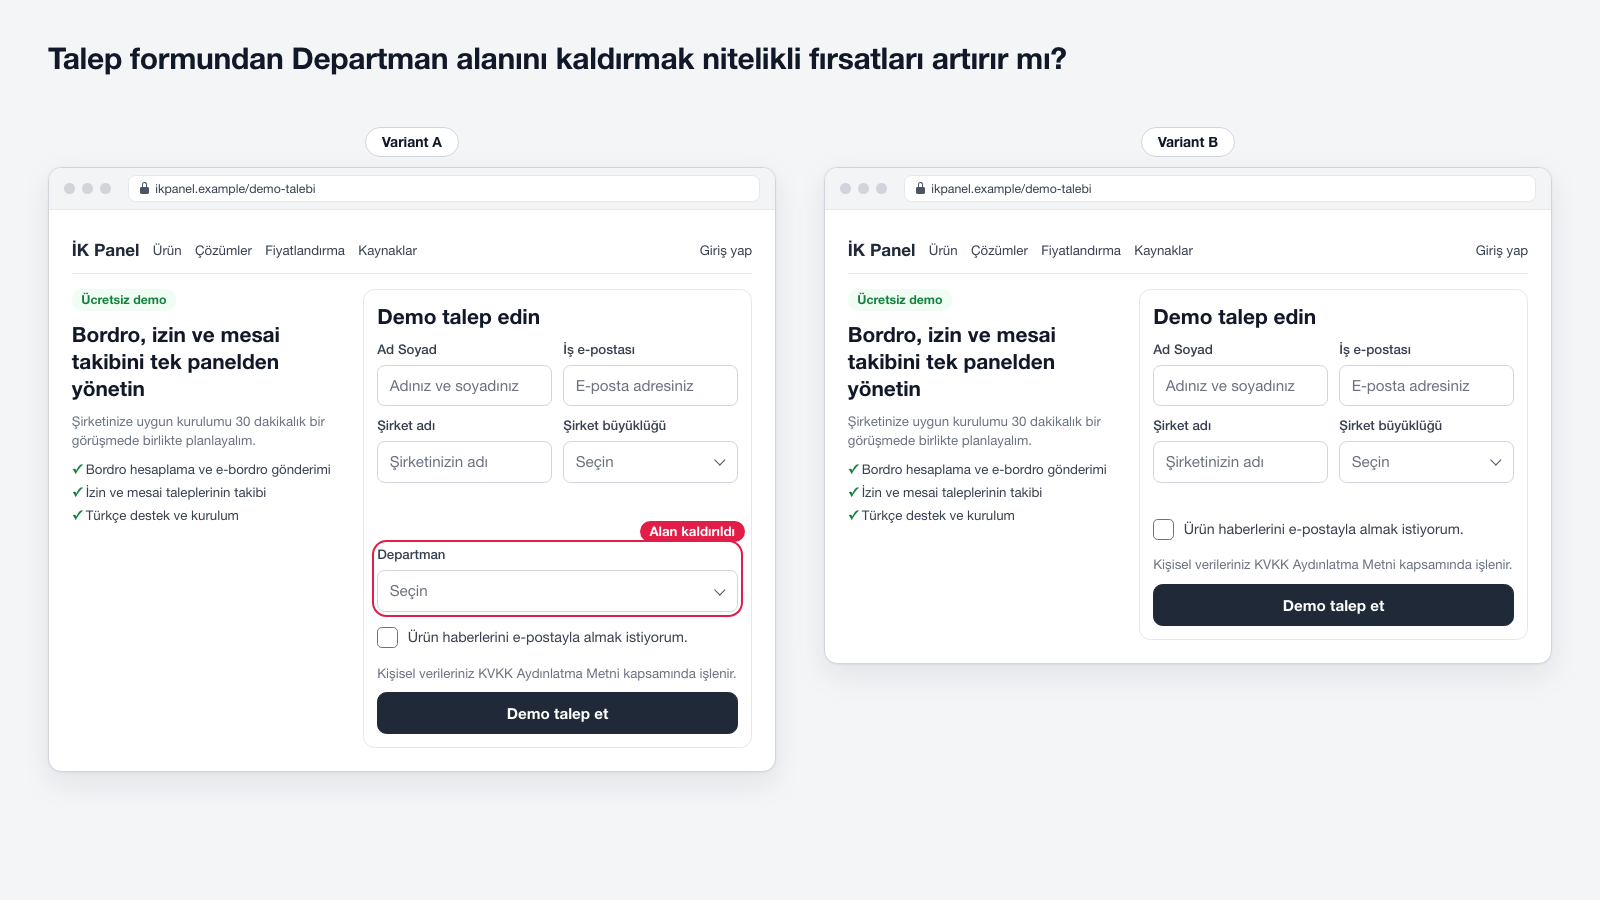 Talep formundan Departman alanını kaldırmak nitelikli fırsatları artırır mı?
Variant A
ikpanel.example/demo-talebi
İK Panel Ürün Çözümler Fiyatlandırma Kaynaklar Giriş yap
Ücretsiz demo
Bordro, izin ve mesai
takibini tek panelden
yönetin
Şirketinize uygun kurulumu 30 dakikalık bir
görüşmede birlikte planlayalım.
✓ Bordro hesaplama ve e-bordro gönderimi
✓ İzin ve mesai taleplerinin takibi
✓ Türkçe destek ve kurulum
Demo talep edin
Ad Soyad İş e-postası
Adınız ve soyadınız E-posta adresiniz
Şirket adı Şirket büyüklüğü
Şirketinizin adı Seçin
Alan kaldırıldı
Departman
Seçin
Ürün haberlerini e-postayla almak istiyorum.
Kişisel verileriniz KVKK Aydınlatma Metni kapsamında işlenir.
Demo talep et
Variant B
ikpanel.example/demo-talebi
İK Panel Ürün Çözümler Fiyatlandırma Kaynaklar Giriş yap
Ücretsiz demo
Bordro, izin ve mesai
takibini tek panelden
yönetin
Şirketinize uygun kurulumu 30 dakikalık bir
görüşmede birlikte planlayalım.
✓ Bordro hesaplama ve e-bordro gönderimi
✓ İzin ve mesai taleplerinin takibi
✓ Türkçe destek ve kurulum
Demo talep edin
Ad Soyad İş e-postası
Adınız ve soyadınız E-posta adresiniz
Şirket adı Şirket büyüklüğü
Şirketinizin adı Seçin
Ürün haberlerini e-postayla almak istiyorum.
Kişisel verileriniz KVKK Aydınlatma Metni kapsamında işlenir.
Demo talep et